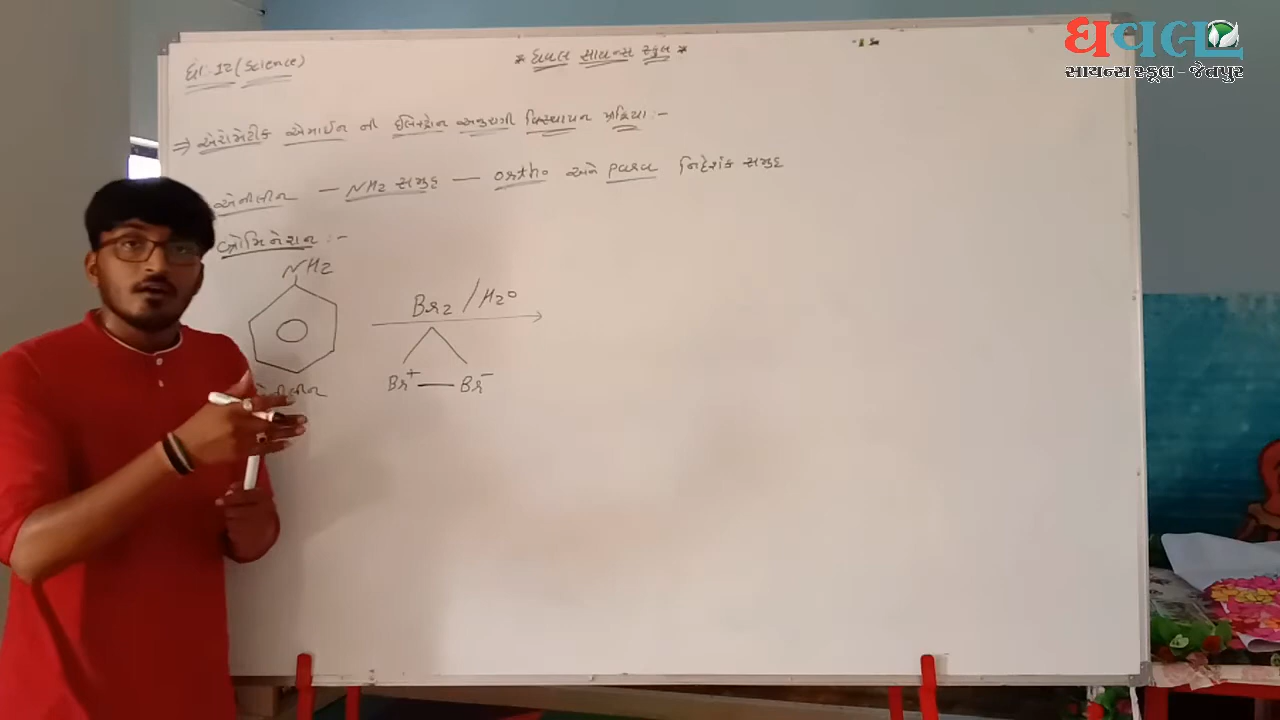 ધવલ
સાયન્સ સ્કૂલ - જેતપુર
* ધવલ સાયન્સ સ્કૂલ *
ધો. 12 (Science)
⇒ એરોમેટીક એમાઈન ની ઈલેક્ટ્રોન અનુરાગી વિસ્થાપન પ્રક્રિયા :-
એનીલીન — NH2 સમુહ — ortho અને para નિર્દેશક સમુહ
બ્રોમિનેશન :-
NH2
Br2 / H2O
Br+ — Br-